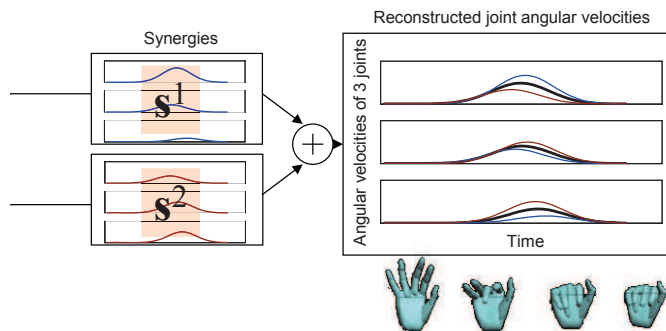 Synergies
s1
s2
+
Reconstructed joint angular velocities
Angular velocities of 3 joints
Time